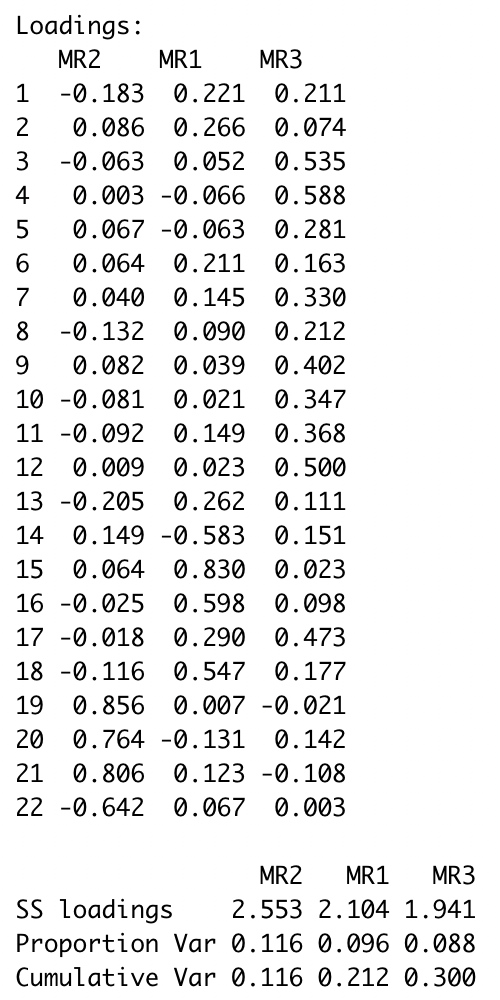 Loadings:
   MR2    MR1    MR3
1  -0.183  0.221  0.211
2   0.086  0.266  0.074
3  -0.063  0.052  0.535
4   0.003 -0.066  0.588
5   0.067 -0.063  0.281
6   0.064  0.211  0.163
7   0.040  0.145  0.330
8  -0.132  0.090  0.212
9   0.082  0.039  0.402
10 -0.081  0.021  0.347
11 -0.092  0.149  0.368
12  0.009  0.023  0.500
13 -0.205  0.262  0.111
14  0.149 -0.583  0.151
15  0.064  0.830  0.023
16 -0.025  0.598  0.098
17 -0.018  0.290  0.473
18 -0.116  0.547  0.177
19  0.856  0.007 -0.021
20  0.764 -0.131  0.142
21  0.806  0.123 -0.108
22 -0.642  0.067  0.003
                 MR2   MR1   MR3
SS loadings    2.553 2.104 1.941
Proportion Var 0.116 0.096 0.088
Cumulative Var 0.116 0.212 0.300